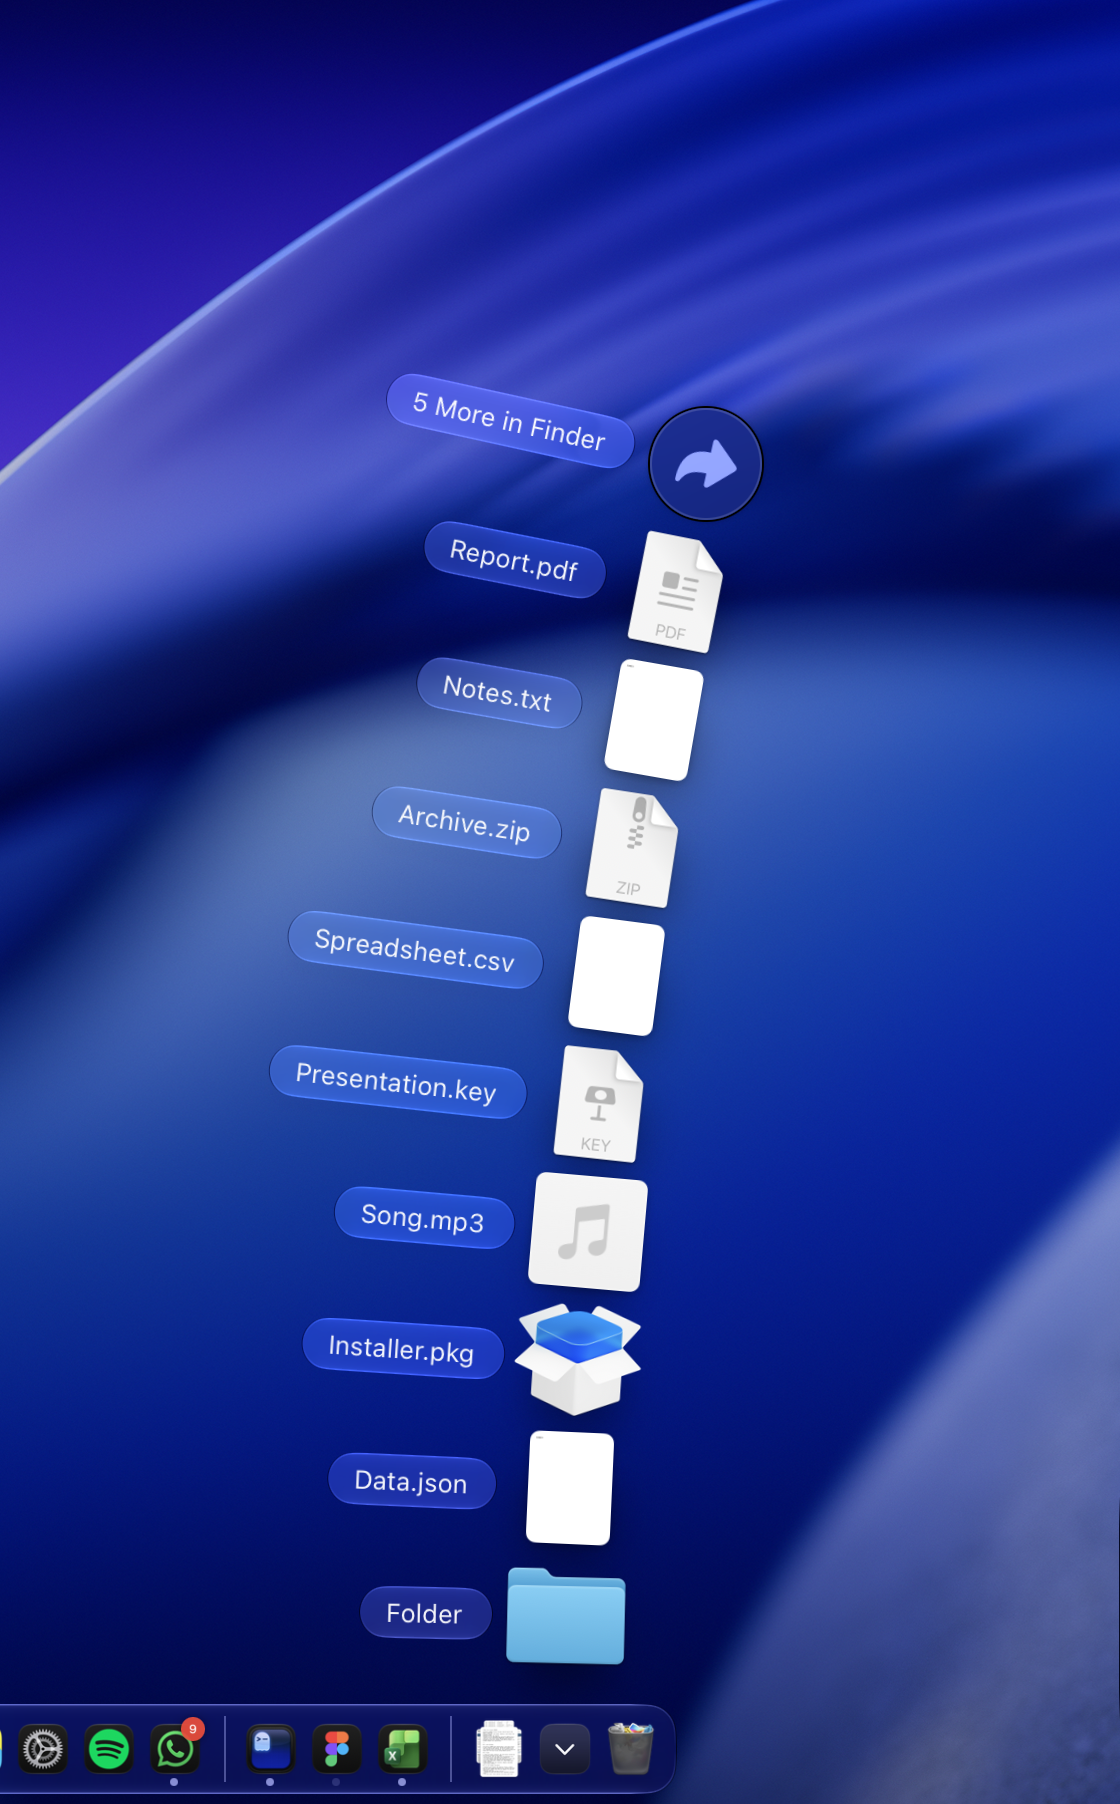 5 More in Finder
Report.pdf
PDF
Notes.txt
Archive.zip
ZIP
Spreadsheet.csv
Presentation.key
KEY
Song.mp3
Installer.pkg
Data.json
Folder
9
X